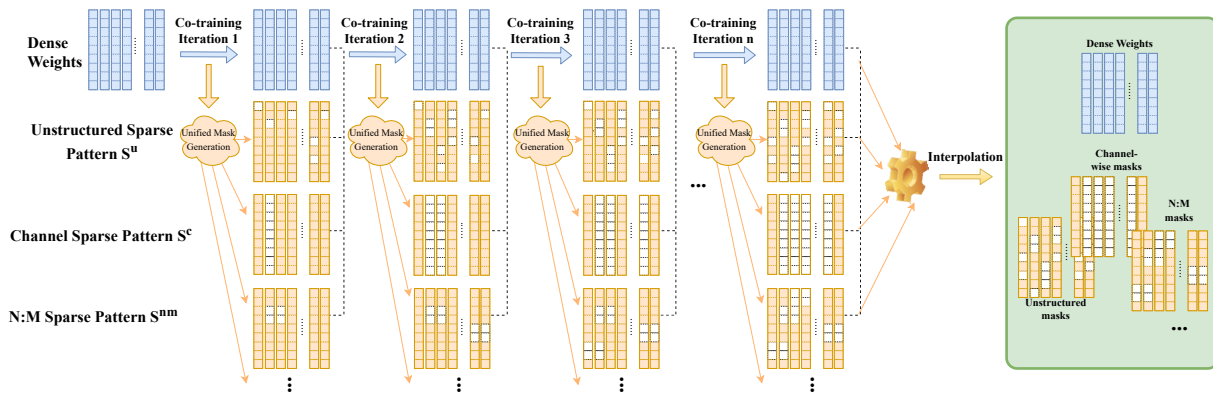 Dense
Weights
Co-training
Iteration 1
Co-training
Iteration 2
Co-training
Iteration 3
Co-training
Iteration n
Unstructured Sparse
Pattern S^u
Unified Mask
Generation
Unified Mask
Generation
Unified Mask
Generation
Unified Mask
Generation
Channel Sparse Pattern S^c
N:M Sparse Pattern S^nm
...
Interpolation
Dense Weights
Channel-
wise masks
N:M
masks
Unstructured
masks
...